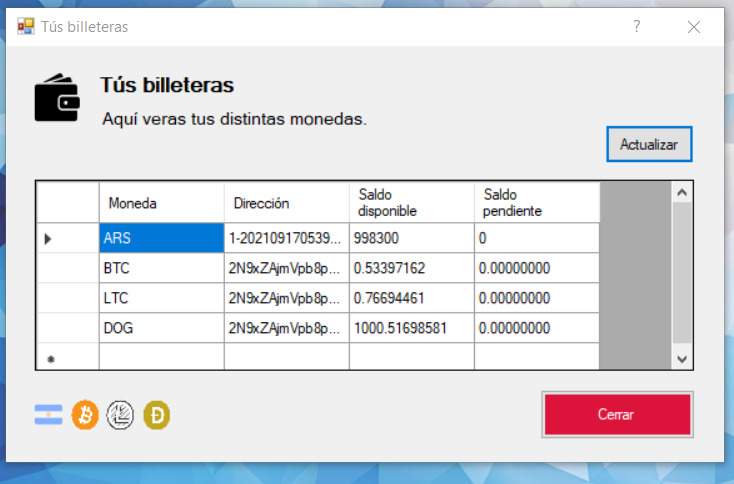 Tús billeteras
?
Tús billeteras
Aquí veras tus distintas monedas.
Actualizar
Moneda Dirección Saldo disponible Saldo pendiente
ARS 1-202109170539... 998300 0
BTC 2N9xZAjmVpb8p... 0.53397162 0.00000000
LTC 2N9xZAjmVpb8p... 0.76694461 0.00000000
DOG 2N9xZAjmVpb8p... 1000.51698581 0.00000000
Cerrar